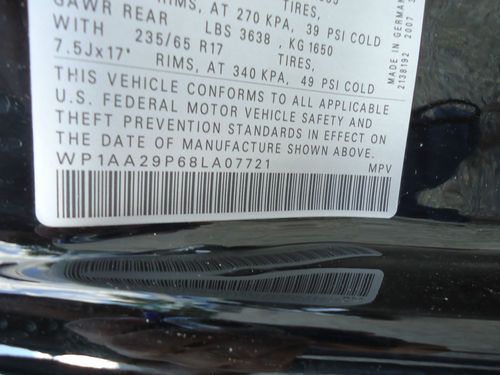 RIMS, AT 270 KPA, 39 PSI COLD
GAWR REAR LBS 3638, KG 1650
WITH 235/65 R17 TIRES,
7.5Jx17" RIMS, AT 340 KPA, 49 PSI COLD
THIS VEHICLE CONFORMS TO ALL APPLICABLE
U.S. FEDERAL MOTOR VEHICLE SAFETY AND
THEFT PREVENTION STANDARDS IN EFFECT ON
THE DATE OF MANUFACTURE SHOWN ABOVE.
WP1AA29P68LA07721 MPV
MADE IN GERMANY
2138192 2007